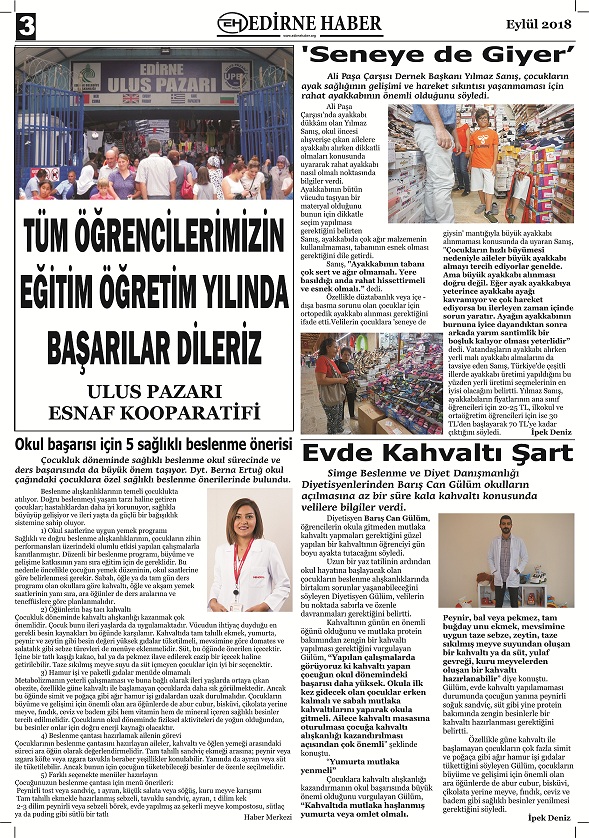 3
EH EDİRNE HABER
www.edirnehaber.org
Eylül 2018
EDİRNE
ULUS PAZARI
UPEK
TÜM ÖĞRENCİLERİMİZİN
EĞİTİM ÖĞRETİM YILINDA
BAŞARILAR DİLERİZ
ULUS PAZARI
ESNAF KOOPARATİFİ
'Seneye de Giyer’
Ali Paşa Çarşısı Dernek Başkanı Yılmaz Sanış, çocukların
ayak sağlığının gelişimi ve hareket sıkıntısı yaşanmaması için
rahat ayakkabının önemli olduğunu söyledi.
Ali Paşa
Çarşısı'nda ayakkabı
dükkânı olan Yılmaz
Sanış, okul öncesi
alışverişe çıkan ailelere
ayakkabı alırken dikkatli
olmaları konusunda
uyararak rahat ayakkabı
nasıl olmalı noktasında
bilgiler verdi.
Ayakkabının bütün
vücudu taşıyan bir
materyal olduğunu
bunun için dikkatle
seçim yapılması
gerektiğini belirten
Sanış, ayakkabıda çok ağır malzemenin
kullanılmaması, tabanının esnek olması
gerektiğini dile getirdi.
Sanış, "Ayakkabının tabanı
çok sert ve ağır olmamalı. Yere
basıldığı anda rahat hissettirmeli
ve esnek olmalı." dedi.
Özellikle düztabanlık veya içe -
dışa basma sorunu olan çocuklar için
ortopedik ayakkabı alınması gerektiğini
ifade etti.Velilerin çocuklara 'seneye de
giysin' mantığıyla büyük ayakkabı
alınmaması konusunda da uyaran Sanış,
"Çocukların hızlı büyümesi
nedeniyle aileler büyük ayakkabı
almayı tercih ediyorlar genelde.
Ama büyük ayakkabı alınması
doğru değil. Eğer ayak ayakkabıya
yeterince ayakkabı ayağı
kavramıyor ve çok hareket
ediyorsa bu ilerleyen zaman içinde
sorun yaratır. Ayağın ayakkabının
burnuna iyice dayandıktan sonra
arkada yarım santimlik bir
boşluk kalıyor olması yeterlidir"
dedi. Vatandaşların ayakkabı alırken
yerli malı ayakkabı almalarını da
tavsiye eden Sanış, Türkiye'de çeşitli
illerde ayakkabı üretimi yapıldığını bu
yüzden yerli üretimi seçmelerinin en
iyisi olacağını belirtti. Yılmaz Sanış,
ayakkabıların fiyatlarının ana sınıf
öğrencileri için 20-25 TL, ilkokul ve
ortaöğretim öğrencileri için ise 30
TL'den başlayarak 70 TL'ye kadar
çıktığını söyledi. İpek Deniz
Okul başarısı için 5 sağlıklı beslenme önerisi
Çocukluk döneminde sağlıklı beslenme okul sürecinde ve
ders başarısında da büyük önem taşıyor. Dyt. Berna Ertuğ okul
çağındaki çocuklara özel sağlıklı beslenme önerilerinde bulundu.
Beslenme alışkanlıklarının temeli çocuklukta
atılıyor. Doğru beslenmeyi yaşam tarzı haline getiren
çocuklar; hastalıklardan daha iyi korunuyor, sağlıkla
büyüyüp gelişiyor ve ileri yaşta da güçlü bir bağışıklık
sistemine sahip oluyor.
1) Okul saatlerine uygun yemek programı
Sağlıklı ve doğru beslenme alışkanlıklarının, çocukların zihin
performansları üzerindeki olumlu etkisi yapılan çalışmalarla
kanıtlanmıştır. Düzenli bir beslenme programı, büyüme ve
gelişime katkısının yanı sıra eğitim için de gereklidir. Bu
nedenle öncelikle çocuğun yaşında düzeninin, okul saatlerine
göre belirlenmesi gerekir. Sabah, öğle ya da tam gün ders
programı olan okullara göre kahvaltı, öğle ve akşam yemek
saatlerinin yanı sıra, ara öğünler de ders aralarına ve
teneffüslere göre planlanmalıdır.
2) Öğünlerin baş tacı kahvaltı
Çocukluk döneminde kahvaltı alışkanlığı kazanmak çok
önemlidir. Çocuk bunu ileri yaşlarda da uygulamaktadır. Vücudun ihtiyaç duyduğu en
gerekli besin kaynakları bu öğünde karşılanır. Kahvaltıda tam tahıllı ekmek, yumurta,
peynir ve zeytin gibi besin değeri yüksek gıdalar tüketilmeli, mevsimine göre domates ve
salatalık gibi sebze türevleri de menüye eklenmelidir. Süt, bu öğünde önerilen içecektir.
İçine bir tatlı kaşığı kakao, bal ya da pekmez ilave edilerek cazip bir içecek haline
getirilebilir. Taze sıkılmış meyve suyu da süt içmeyen çocuklar için iyi bir seçenektir.
3) Hamur işi ve paketli gıdalar menüde olmamalı
Metabolizmanın yeterli çalışmaması ve buna bağlı olarak ileri yaşlarda ortaya çıkan
obezite, özellikle güne kahvaltı ile başlamayan çocuklarda daha sık görülmektedir. Ancak
bu öğünde simit ve poğaça gibi ağır hamur işi gıdalardan uzak durulmalıdır. Çocukların
büyüme ve gelişimi için önemli olan ara öğünlerde de abur cubur, bisküvi, çikolata yerine
meyve, fındık, ceviz ve badem gibi hem vitamin hem de mineral içeren sağlıklı besinler
tercih edilmelidir. Çocukların okul döneminde fiziksel aktiviteleri de yoğun olduğundan,
bu besinler onlar için doğru enerji kaynağı olacaktır.
4) Beslenme çantası hazırlamak ailenin görevi
Çocuklarının beslenme çantasını hazırlayan aileler, kahvaltı ve öğlen yemeği arasındaki
süreci ara öğün olarak değerlendirmelidir. Tam tahıllı sandviç ekmeği arasına; peynir veya
ızgara köfte veya ızgara tavukla beraber yeşillikler konulabilir. Yanında da ayran veya süt
ile tüketilebilir. Ancak bunun için çocuğun tüketebileceği besinler de özenle seçilmelidir.
5) Farklı seçenekte menüler hazırlayın
Çocuğunuzun beslenme çantası için menü önerileri:
Peynirli tost veya sandviç, 1 ayran, küçük salata veya söğüş, kuru meyve karışımı
Tam tahıllı ekmekle hazırlanmış sebzeli, tavuklu sandviç, ayran, 1 dilim kek
2-3 dilim peynirli veya sebzeli börek, evde yapılmış az şekerli meyve kompostosu, sütlaç
ya da puding gibi sütlü bir tatlı Haber Merkezi
Evde Kahvaltı Şart
Simge Beslenme ve Diyet Danışmanlığı
Diyetisyenlerinden Barış Can Gülüm okulların
açılmasına az bir süre kala kahvaltı konusunda
velilere bilgiler verdi.
Diyetisyen Barış Can Gülüm,
öğrencilerin okula gitmeden mutlaka
kahvaltı yapmaları gerektiğini güzel
yapılan bir kahvaltının öğrenciyi gün
boyu ayakta tutacağını söyledi.
Uzun bir yaz tatilinin ardından
okul hayatına başlayacak olan
çocukların beslenme alışkanlıklarında
birtakım sorunlar yaşanabileceğini
söyleyen Diyetisyen Gülüm, velilerin
bu noktada sabırla ve özenle
davranmaları gerektiğini belirtti.
Kahvaltının günün en önemli
öğünü olduğunu ve mutlaka protein
bakımından zengin bir kahvaltı
yapılması gerektiğini vurgulayan
Gülüm, “Yapılan çalışmalarda
görüyoruz ki kahvaltı yapan
çocuğun okul dönemindeki
başarısı daha yüksek. Okula ilk
kez gidecek olan çocuklar erken
kalmalı ve sabah mutlaka
kahvaltılarını yaparak okula
gitmeli. Ailece kahvaltı masasına
oturulması çocuğa kahvaltı
alışkanlığı kazandırılması
açısından çok önemli" şeklinde
konuştu.
"Yumurta mutlaka
yenmeli"
Çocuklara kahvaltı alışkanlığı
kazandırmanın okul başarısında büyük
önemi olduğunu vurgulayan Gülüm,
“Kahvaltıda mutlaka haşlanmış
yumurta veya omlet olmalı.
Peynir, bal veya pekmez, tam
buğday unu ekmek, mevsimine
uygun taze sebze, zeytin, taze
sıkılmış meyve suyundan oluşan
bir kahvaltı ya da süt, yulaf
gevreği, kuru meyvelerden
oluşan bir kahvaltı
hazırlanabilir" diye konuştu.
Gülüm, evde kahvaltı yapılamaması
durumunda çocuğun yanına peynirli
soğuk sandviç, süt gibi yine protein
bakımında zengin besinlerle bir
kahvaltı hazırlanması gerektiğini
belirtti.
Özellikle güne kahvaltı ile
başlamayan çocukların çok fazla simit
ve poğaça gibi ağır hamur işi gıdalar
tükettiğini söyleyen Gülüm, çocukların
büyüme ve gelişimi için önemli olan
ara öğünlerde de abur cubur, bisküvi,
çikolata yerine meyve, fındık, ceviz ve
badem gibi sağlıklı besinler yenilmesi
gerektiğini söyledi.
İpek Deniz